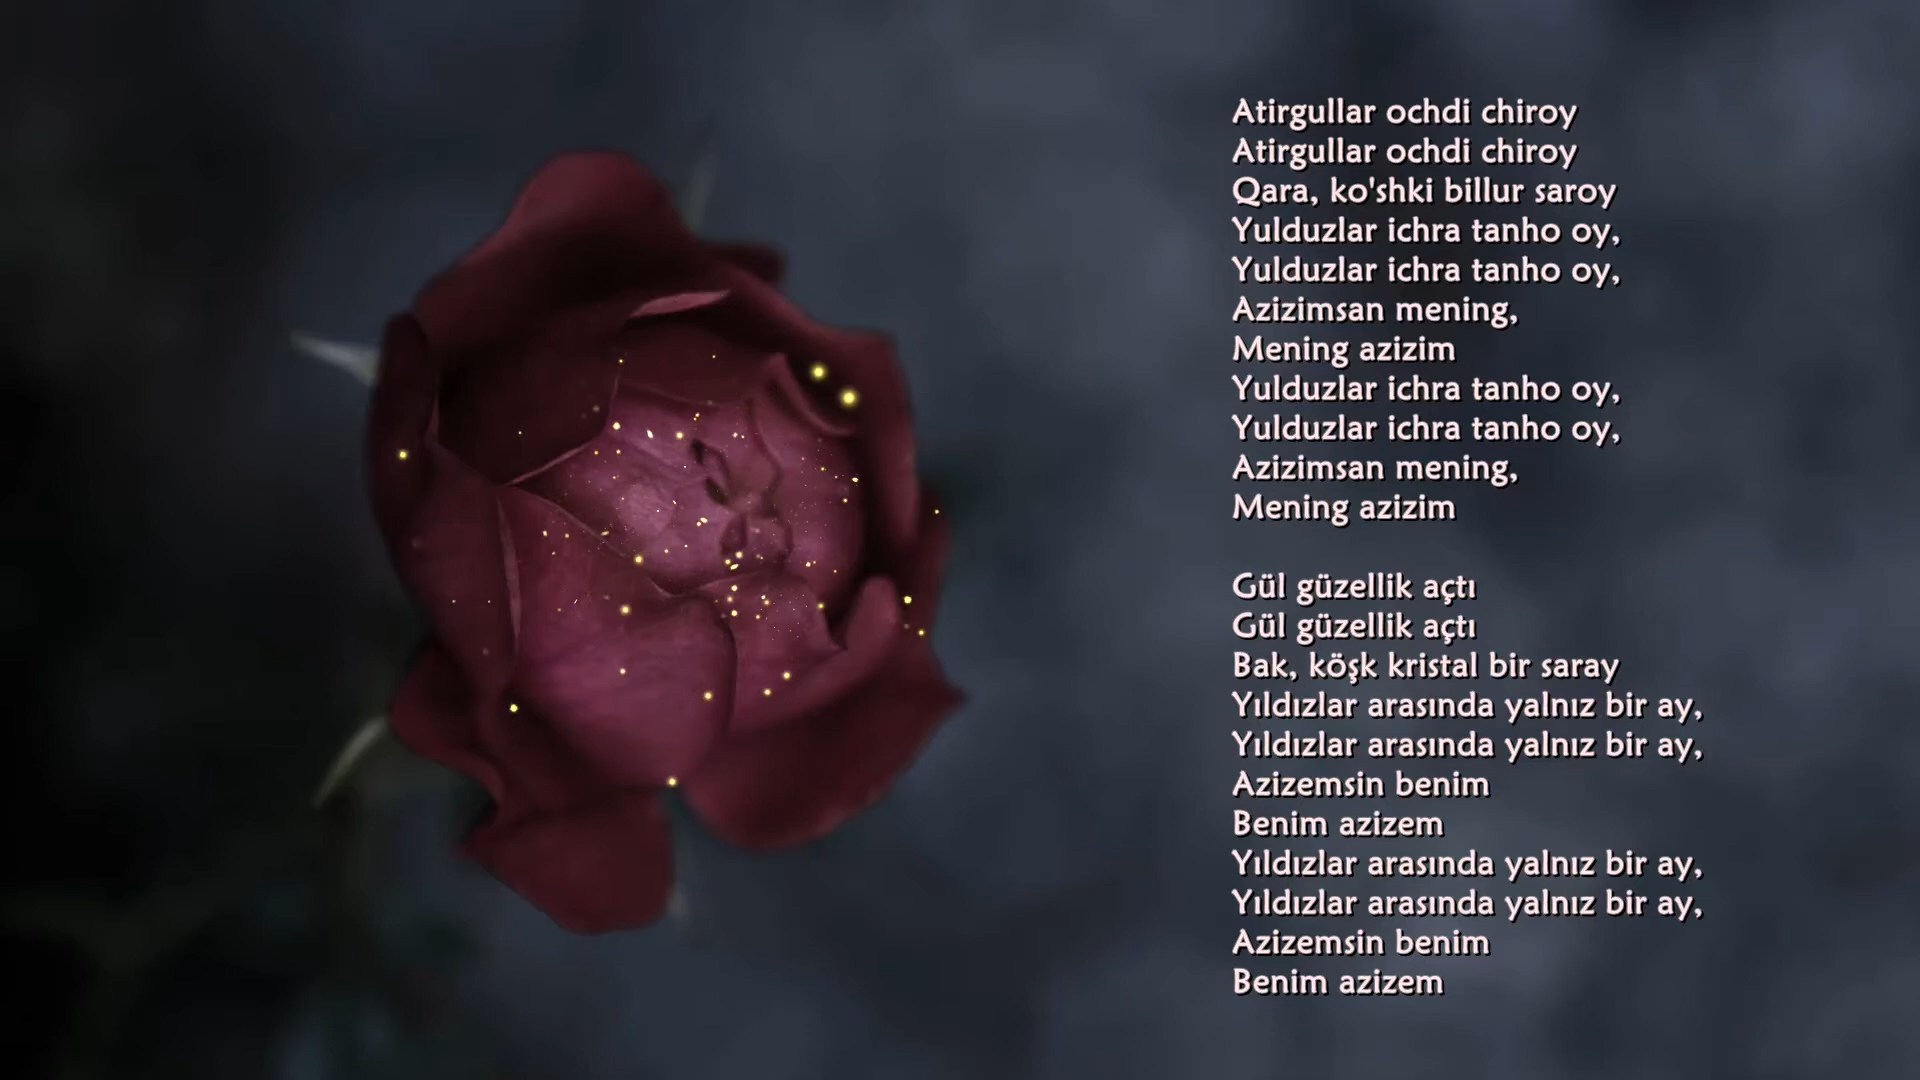 Atirgullar ochdi chiroy
Atirgullar ochdi chiroy
Qara, ko'shki billur saroy
Yulduzlar ichra tanho oy,
Yulduzlar ichra tanho oy,
Azizimsan mening,
Mening azizim
Yulduzlar ichra tanho oy,
Yulduzlar ichra tanho oy,
Azizimsan mening,
Mening azizim
Gül güzellik açtı
Gül güzellik açtı
Bak, köşk kristal bir saray
Yıldızlar arasında yalnız bir ay,
Yıldızlar arasında yalnız bir ay,
Azizemsin benim
Benim azizem
Yıldızlar arasında yalnız bir ay,
Yıldızlar arasında yalnız bir ay,
Azizemsin benim
Benim azizem